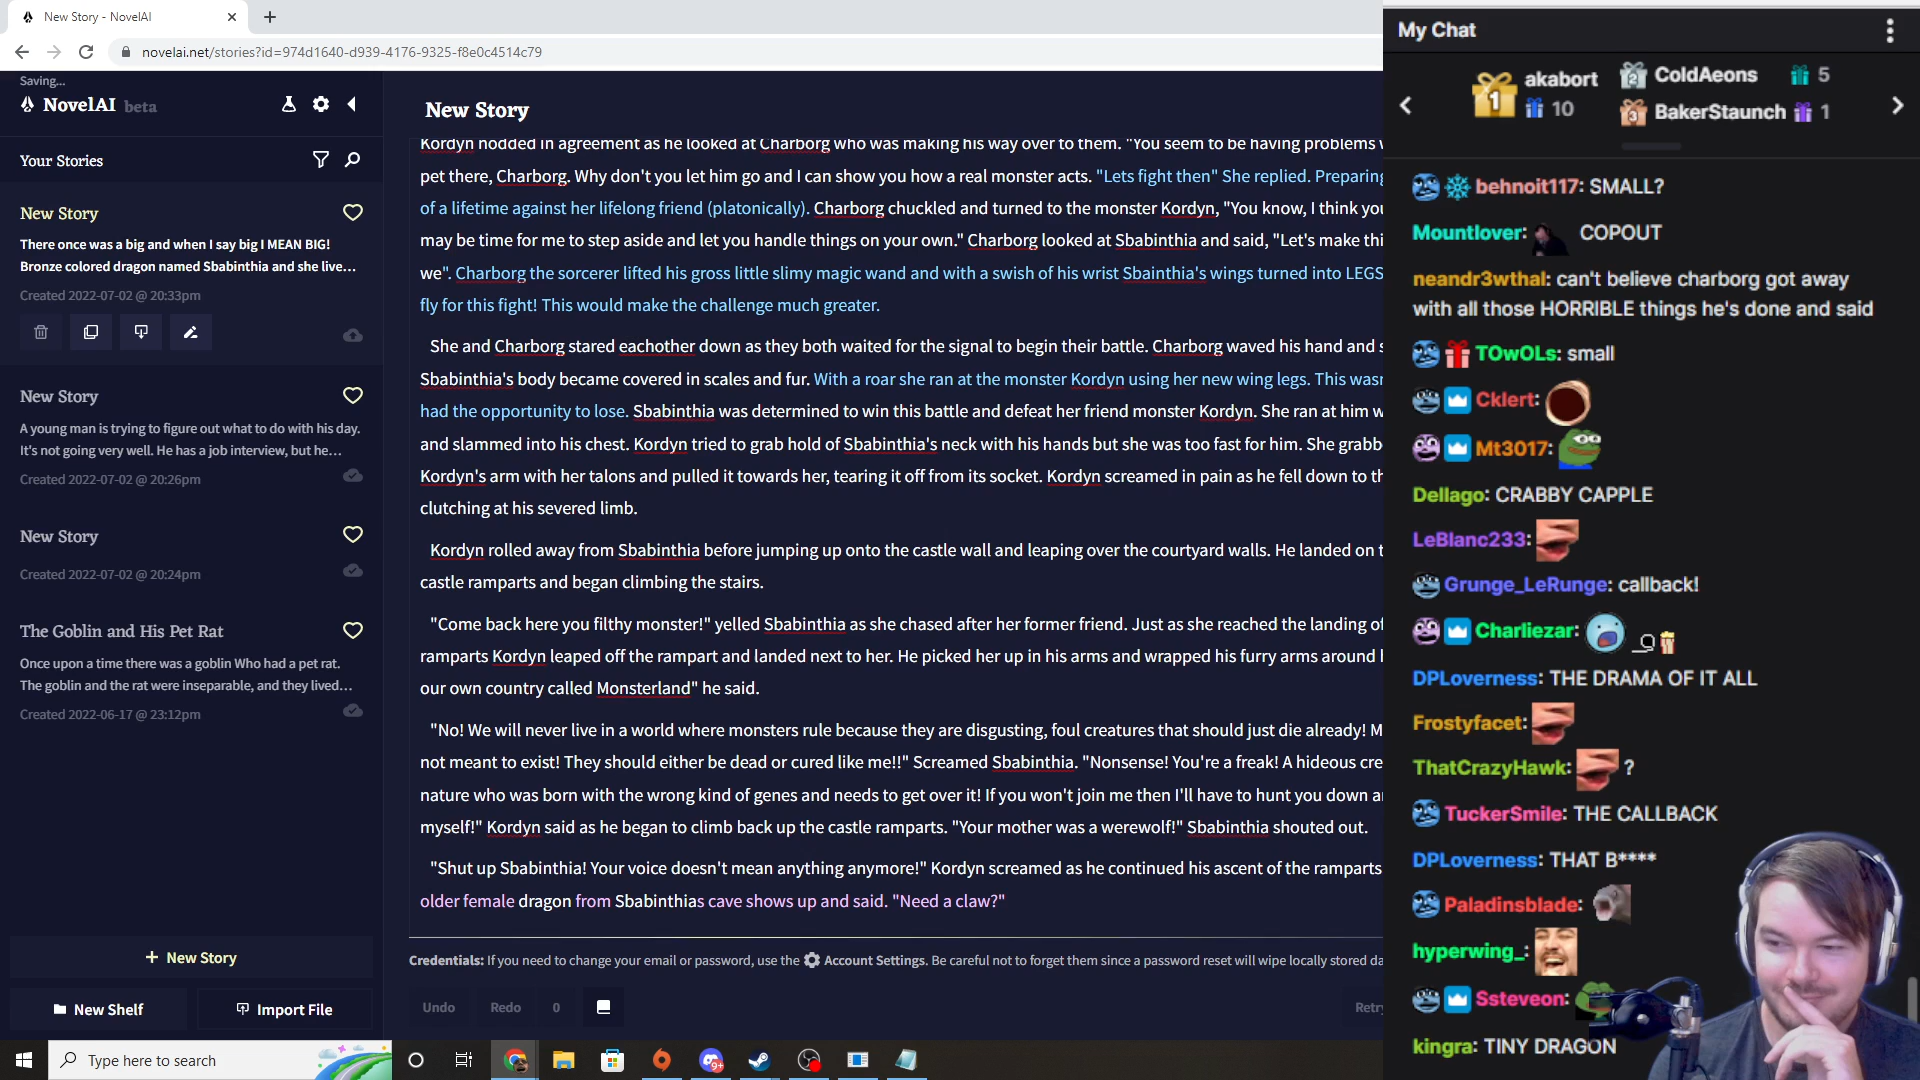 New Story - NovelAI
novelai.net/stories?id=974d1640-d939-4176-9325-f8e0c4514c79
Saving...
NovelAI beta
Your Stories
New Story
There once was a big and when I say big I MEAN BIG!
Bronze colored dragon named Sbabinthia and she live...
Created 2022-07-02 @ 20:33pm
New Story
A young man is trying to figure out what to do with his day.
It's not going very well. He has a job interview, but he...
Created 2022-07-02 @ 20:26pm
New Story
Created 2022-07-02 @ 20:24pm
The Goblin and His Pet Rat
Once upon a time there was a goblin Who had a pet rat.
The goblin and the rat were inseparable, and they lived...
Created 2022-06-17 @ 23:12pm
+ New Story
New Shelf
Import File
New Story
Kordyn nodded in agreement as he looked at Charborg who was making his way over to them. "You seem to be having problems
pet there, Charborg. Why don't you let him go and I can show you how a real monster acts. "Lets fight then" She replied. Preparing
of a lifetime against her lifelong friend (platonically). Charborg chuckled and turned to the monster Kordyn, "You know, I think
may be time for me to step aside and let you handle things on your own." Charborg looked at Sbabinthia and said, "Let's make
we". Charborg the sorcerer lifted his gross little slimy magic wand and with a swish of his wrist Sbainthia's wings turned into LEGS
fly for this fight! This would make the challenge much greater.
She and Charborg stared eachother down as they both waited for the signal to begin their battle. Charborg waved his hand and
Sbabinthia's body became covered in scales and fur. With a roar she ran at the monster Kordyn using her new wing legs. This
had the opportunity to lose. Sbabinthia was determined to win this battle and defeat her friend monster Kordyn. She ran at him
and slammed into his chest. Kordyn tried to grab hold of Sbabinthia's neck with his hands but she was too fast for him. She
Kordyn's arm with her talons and pulled it towards her, tearing it off from its socket. Kordyn screamed in pain as he fell down to
clutching at his severed limb.
Kordyn rolled away from Sbabinthia before jumping up onto the castle wall and leaping over the courtyard walls. He landed on
castle ramparts and began climbing the stairs.
"Come back here you filthy monster!" yelled Sbabinthia as she chased after her former friend. Just as she reached the landing of
ramparts Kordyn leaped off the rampart and landed next to her. He picked her up in his arms and wrapped his furry arms around
our own country called Monsterland" he said.
"No! We will never live in a world where monsters rule because they are disgusting, foul creatures that should just die already!
not meant to exist! They should either be dead or cured like me!!" Screamed Sbabinthia. "Nonsense! You're a freak! A hideous
nature who was born with the wrong kind of genes and needs to get over it! If you won't join me then I'll have to hunt you down
myself!" Kordyn said as he began to climb back up the castle ramparts. "Your mother was a werewolf!" Sbabinthia shouted out.
"Shut up Sbabinthia! Your voice doesn't mean anything anymore!" Kordyn screamed as he continued his ascent of the ramparts
older female dragon from Sbabinthias cave shows up and said. "Need a claw?"
Credentials: If you need to change your email or password, use the Account Settings. Be careful not to forget them since a password reset will wipe locally stored
Undo Redo 0
Type here to search
9+
My Chat
1 akabort 10
2 ColdAeons 5
3 BakerStaunch 1
behnoit117: SMALL?
Mountlover: COPOUT
neandr3wthal: can't believe charborg got away
with all those HORRIBLE things he's done and said
TOwOLs: small
Cklert:
Mt3017:
Dellago: CRABBY CAPPLE
LeBlanc233:
Grunge_LeRunge: callback!
Charliezar:
DPLoverness: THE DRAMA OF IT ALL
Frostyfacet:
ThatCrazyHawk: ?
TuckerSmile: THE CALLBACK
DPLoverness: THAT B****
Paladinsblade:
hyperwing_:
Ssteveon:
kingra: TINY DRAGON